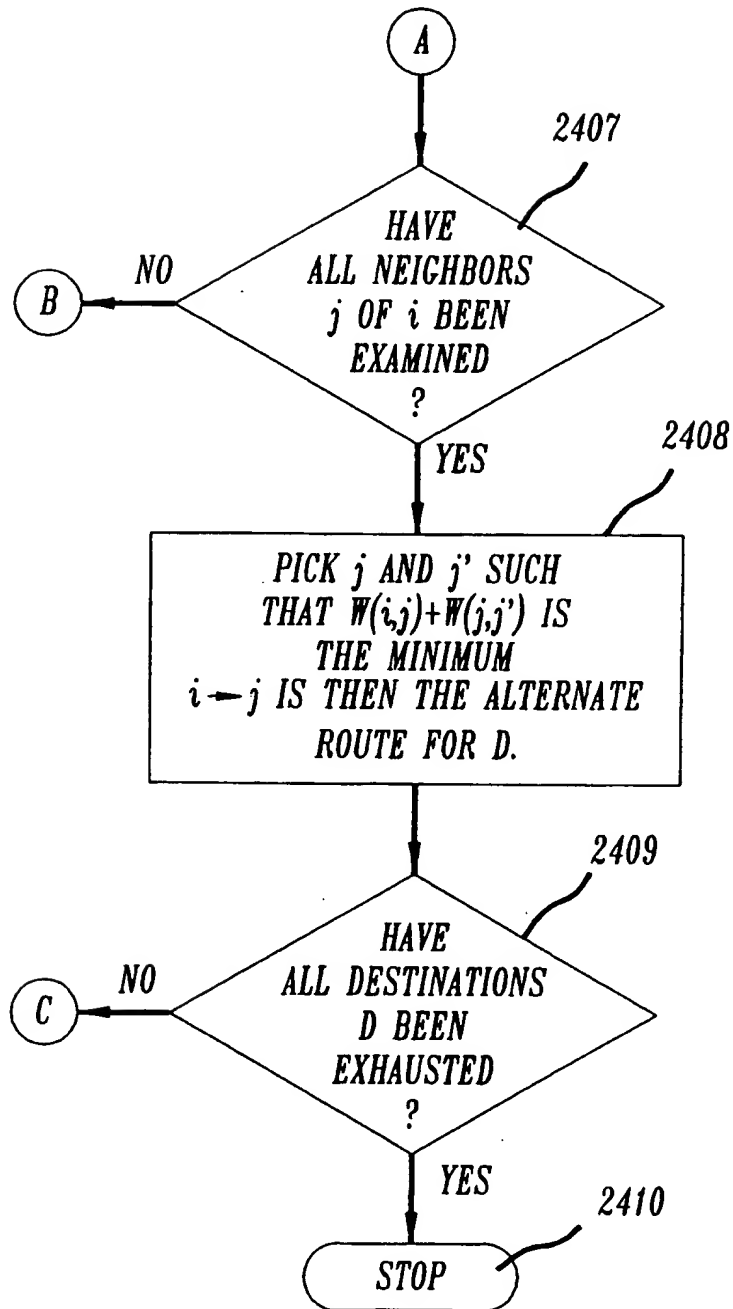 A
2407
HAVE
ALL NEIGHBORS
j OF i BEEN
EXAMINED
?
NO
B
YES
2408
PICK j AND j' SUCH
THAT W(i,j)+W(j,j') IS
THE MINIMUM
i→j IS THEN THE ALTERNATE
ROUTE FOR D.
2409
HAVE
ALL DESTINATIONS
D BEEN
EXHAUSTED
?
NO
C
YES
2410
STOP